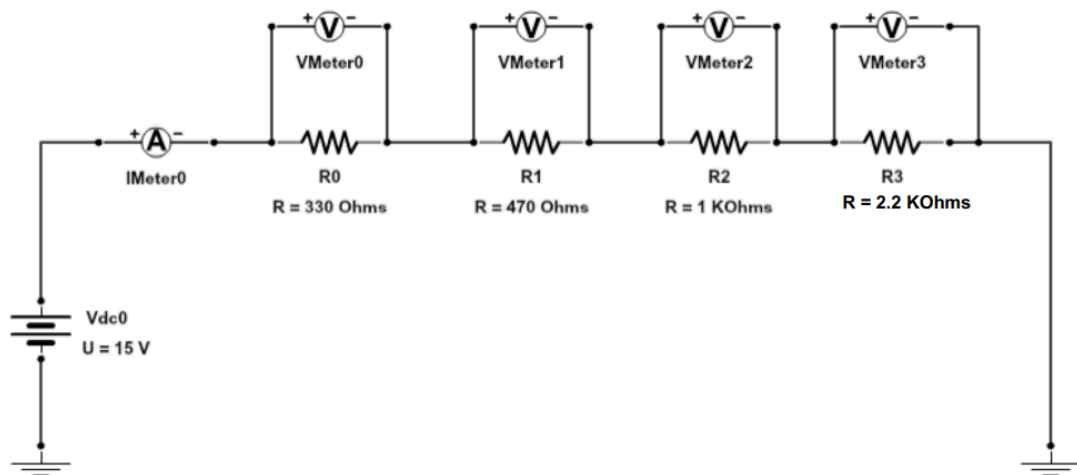 + V -
+ V -
+ V -
+ V -
VMeter0
VMeter1
VMeter2
VMeter3
+ A -
IMeter0
R0
R1
R2
R3
R = 330 Ohms
R = 470 Ohms
R = 1 KOhms
R = 2.2 KOhms
Vdc0
U = 15 V